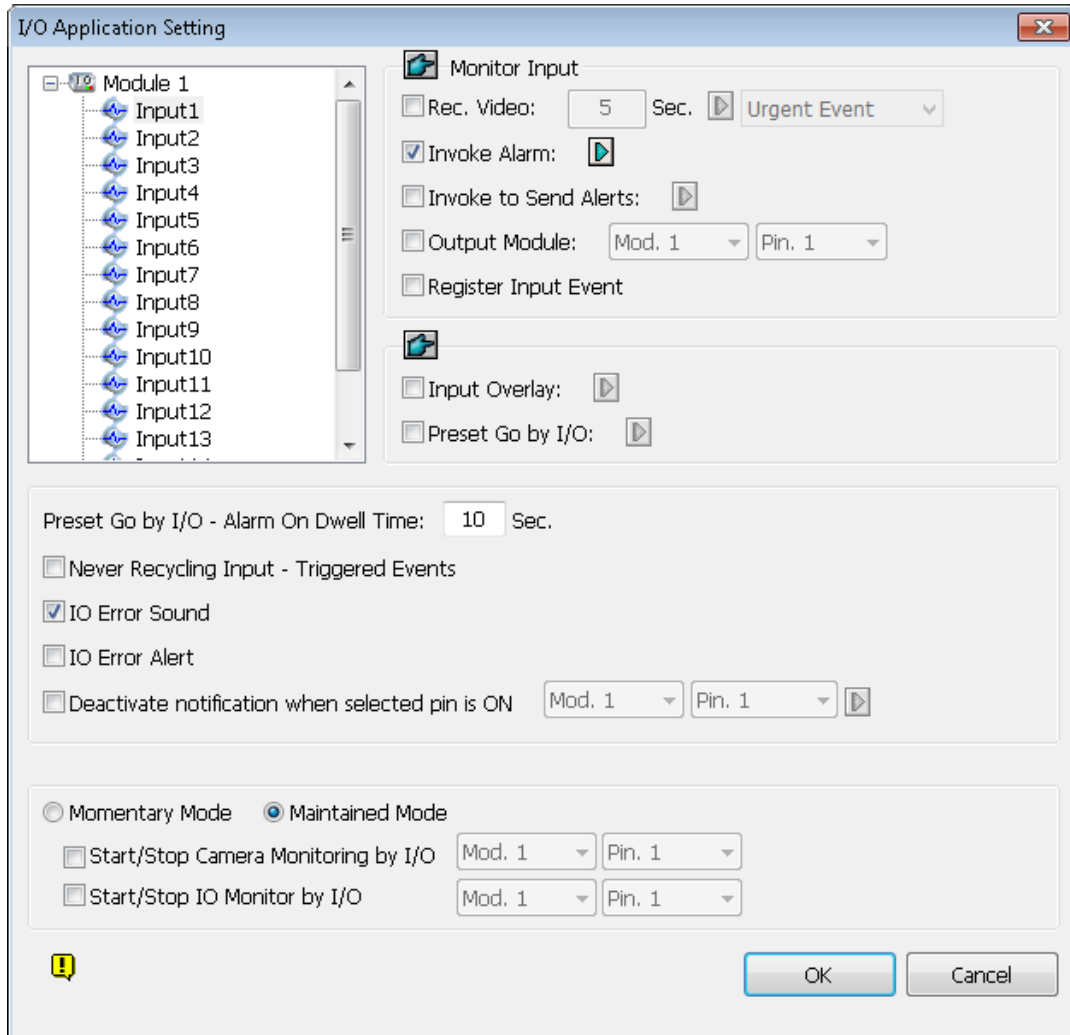 I/O Application Setting
Module 1
Input1
Input2
Input3
Input4
Input5
Input6
Input7
Input8
Input9
Input10
Input11
Input12
Input13
Monitor Input
Rec. Video: 5 Sec. Urgent Event
Invoke Alarm:
Invoke to Send Alerts:
Output Module: Mod. 1 Pin. 1
Register Input Event
Input Overlay:
Preset Go by I/O:
Preset Go by I/O - Alarm On Dwell Time: 10 Sec.
Never Recycling Input - Triggered Events
IO Error Sound
IO Error Alert
Deactivate notification when selected pin is ON Mod. 1 Pin. 1
Momentary Mode Maintained Mode
Start/Stop Camera Monitoring by I/O Mod. 1 Pin. 1
Start/Stop IO Monitor by I/O Mod. 1 Pin. 1
OK Cancel